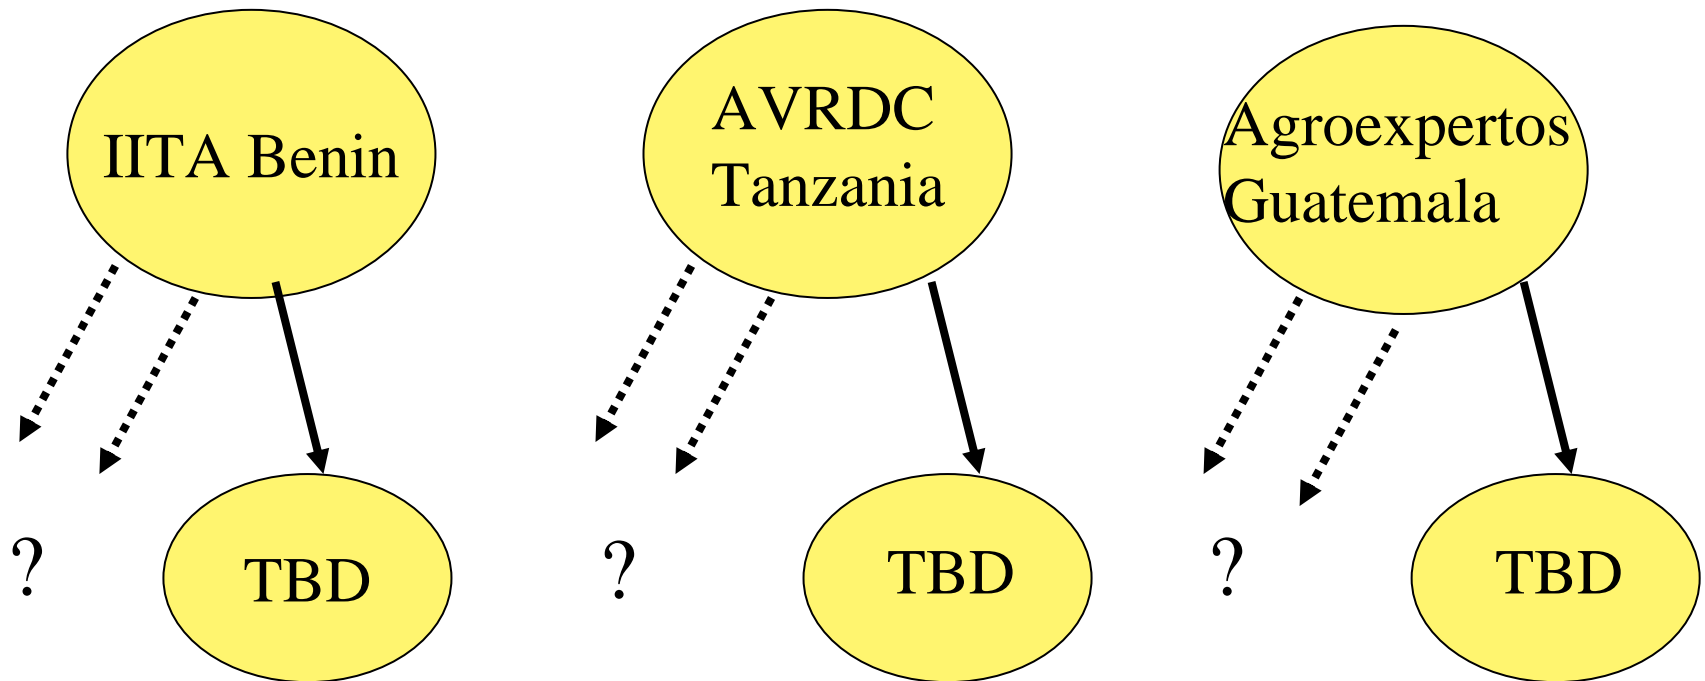 IITA Benin
AVRDC
Tanzania
Agroexpertos
Guatemala
?
TBD
?
TBD
?
TBD